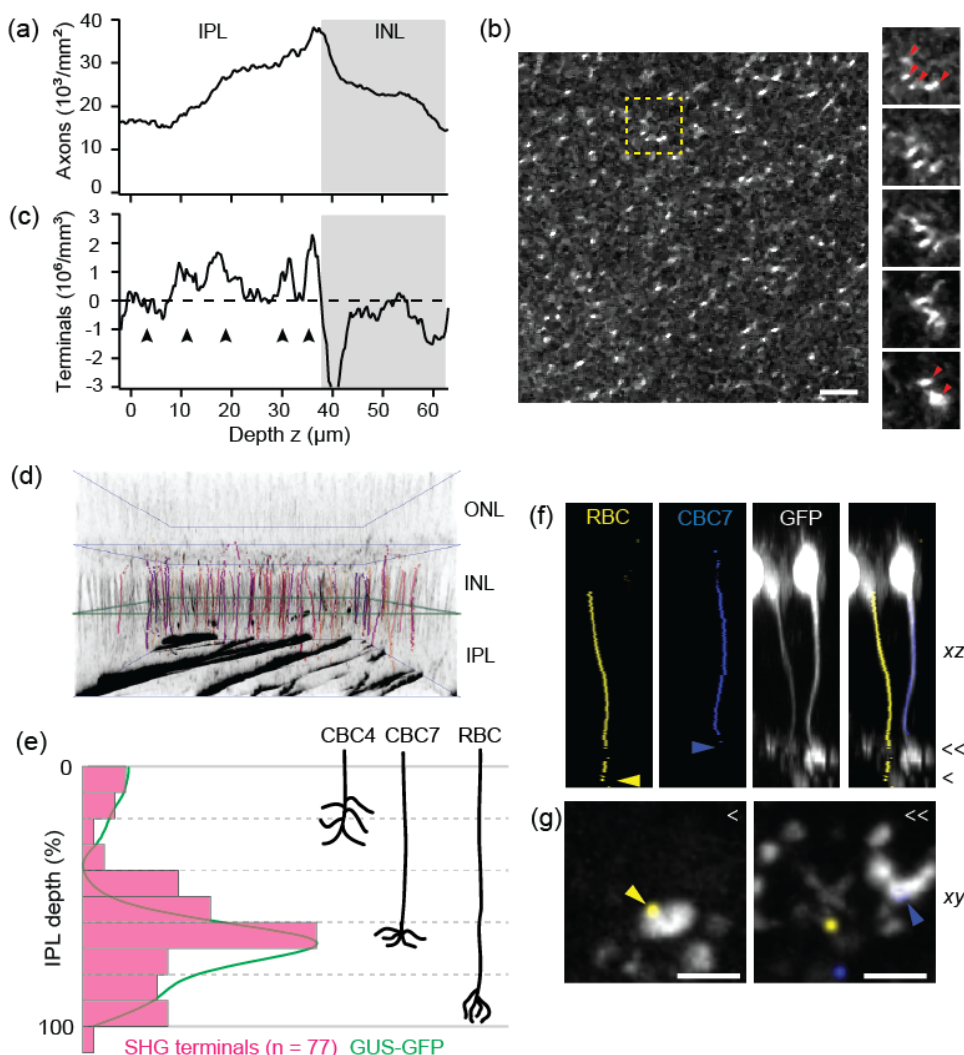 (a)
IPL
INL
Axons (10³/mm²)
40
30
20
10
0
(b)
(c)
Terminals (10⁶/mm³)
3
2
1
0
-1
-2
-3
0 10 20 30 40 50 60
Depth z (µm)
(d)
ONL
INL
IPL
(e)
CBC4 CBC7 RBC
0
IPL depth (%)
100
SHG terminals (n = 77) GUS-GFP
(f)
RBC CBC7 GFP
xz
<<
<
(g)
< <<
xy